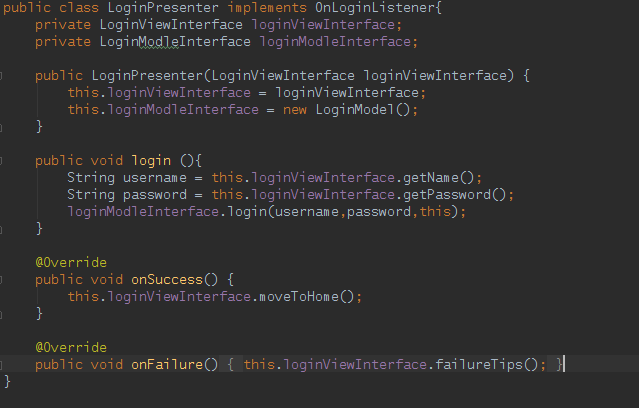 public class LoginPresenter implements OnLoginListener{
    private LoginViewInterface loginViewInterface;
    private LoginModleInterface loginModleInterface;

    public LoginPresenter(LoginViewInterface loginViewInterface) {
        this.loginViewInterface = loginViewInterface;
        this.loginModleInterface = new LoginModel();
    }

    public void login (){
        String username = this.loginViewInterface.getName();
        String password = this.loginViewInterface.getPassword();
        loginModleInterface.login(username,password,this);
    }

    @Override
    public void onSuccess() {
        this.loginViewInterface.moveToHome();
    }

    @Override
    public void onFailure() { this.loginViewInterface.failureTips(); }
}